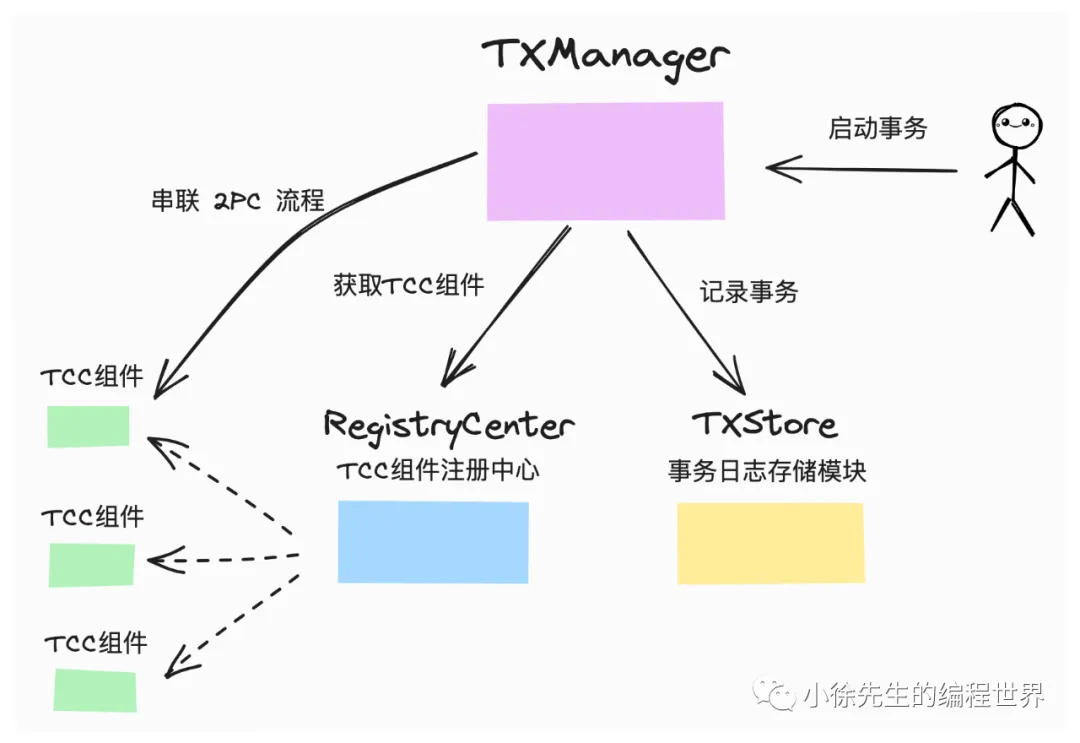 TXManager
启动事务
串联 2PC 流程
获取TCC组件
记录事务
TCC组件
RegistryCenter
TCC组件注册中心
TXStore
事务日志存储模块
TCC组件
TCC组件
小徐先生的编程世界